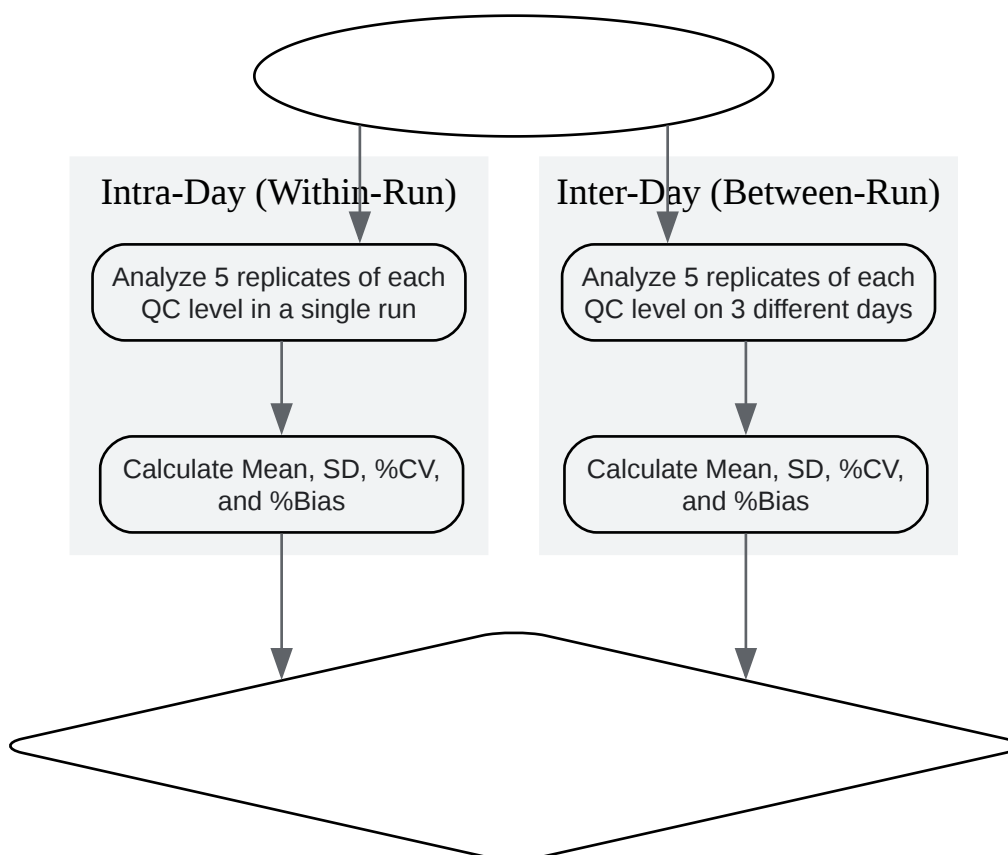 Intra-Day (Within-Run)
Analyze 5 replicates of each
QC level in a single run
Calculate Mean, SD, %CV,
and %Bias
Inter-Day (Between-Run)
Analyze 5 replicates of each
QC level on 3 different days
Calculate Mean, SD, %CV,
and %Bias